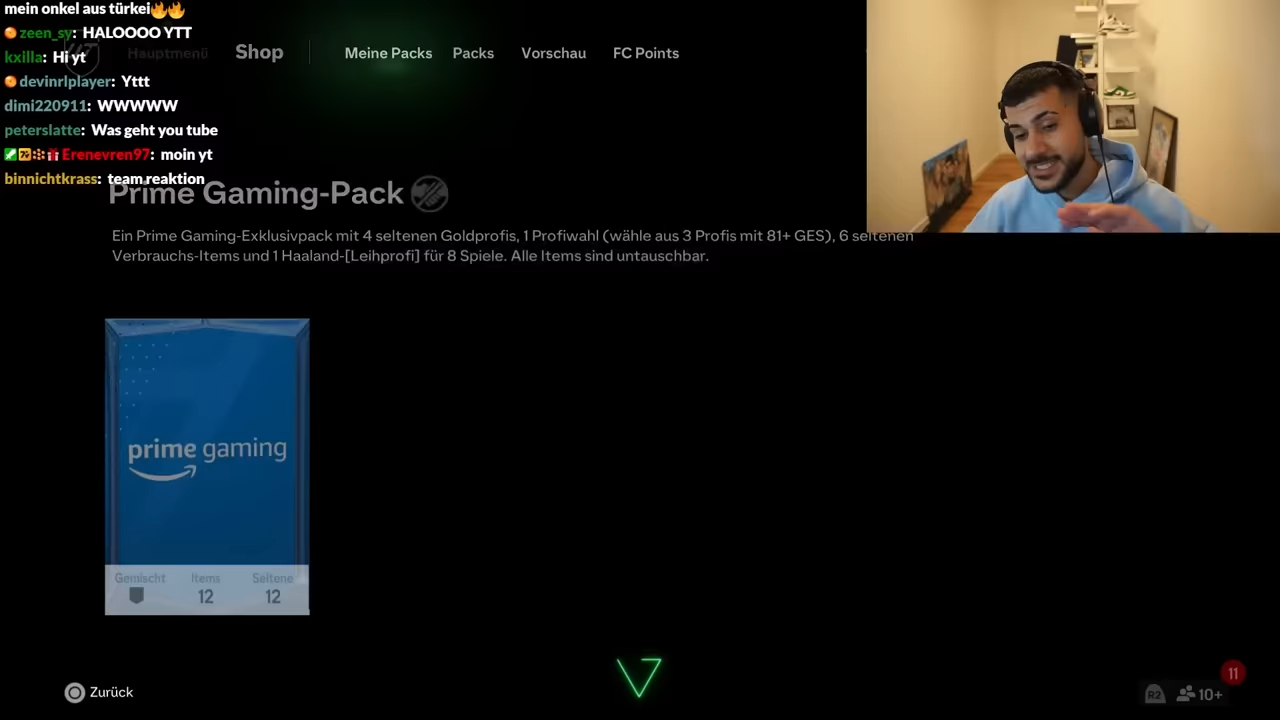 mein onkel aus türkei🔥🔥
zeen_sy: HALOOOO YTT
kxilla: Hi yt
devinrlplayer: Yttt
dimi220911: WWWWW
peterslatte: Was geht you tube
Erenevren97: moin yt
binnichtkrass: team reaktion
Hauptmenü Shop Meine Packs Packs Vorschau FC Points
Prime Gaming-Pack
Ein Prime Gaming-Exklusivpack mit 4 seltenen Goldprofis, 1 Profiwahl (wähle aus 3 Profis mit 81+ GES), 6 seltenen
Verbrauchs-Items und 1 Haaland-[Leihprofi] für 8 Spiele. Alle Items sind untauschbar.
prime gaming
Gemischt Items Seltene
12 12
Zurück
11
R2 10+